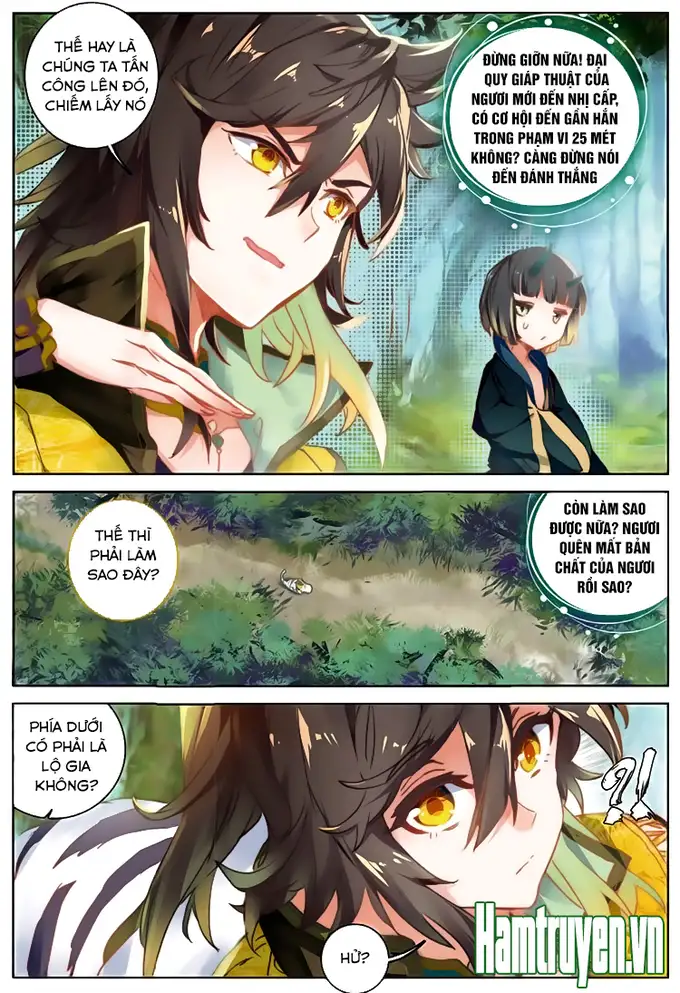 THẾ HAY LÀ
CHÚNG TA TẤN
CÔNG LÊN ĐÓ,
CHIẾM LẤY NÓ
ĐỪNG GIỠN NỮA! ĐẠI
QUY GIÁP THUẬT CỦA
NGƯƠI MỚI ĐẾN NHỊ CẤP,
CÓ CƠ HỘI ĐẾN GẦN HẮN
TRONG PHẠM VI 25 MÉT
KHÔNG? CÀNG ĐỪNG NÓI
ĐẾN ĐÁNH THẮNG
THẾ THÌ
PHẢI LÀM
SAO ĐÂY?
CÒN LÀM SAO
ĐƯỢC NỮA? NGƯƠI
QUÊN MẤT BẢN
CHẤT CỦA NGƯƠI
RỒI SAO?
PHÍA DƯỚI
CÓ PHẢI LÀ
LỘ GIA
KHÔNG?
HỬ?
Hamtruyen.vn